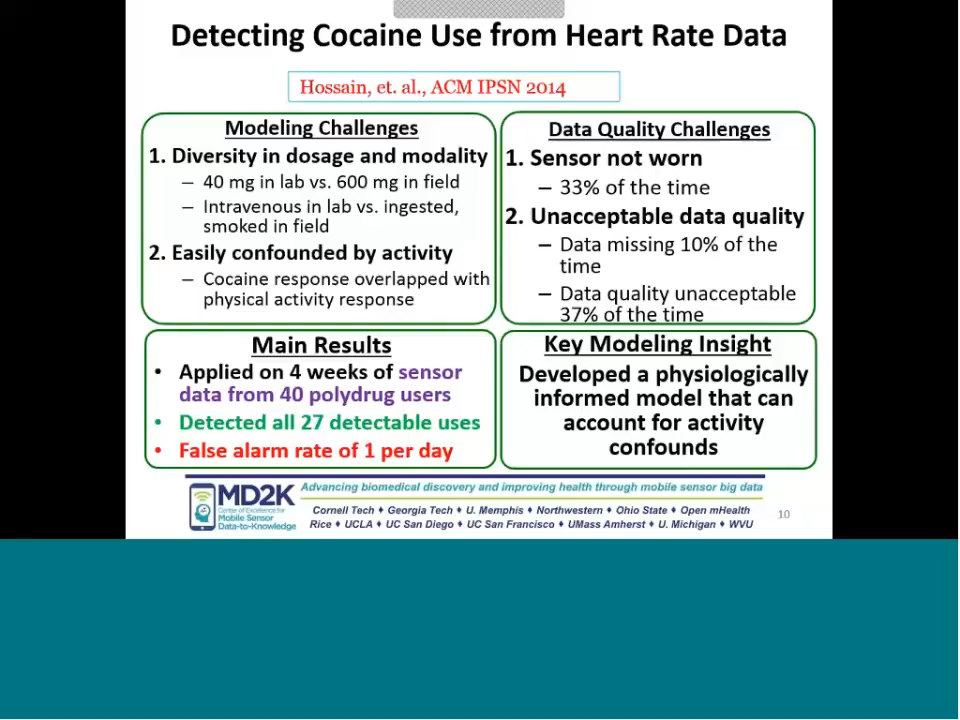 Detecting Cocaine Use from Heart Rate Data
Hossain, et. al., ACM IPSN 2014
Modeling Challenges
1. Diversity in dosage and modality
– 40 mg in lab vs. 600 mg in field
– Intravenous in lab vs. ingested,
smoked in field
2. Easily confounded by activity
– Cocaine response overlapped with
physical activity response
Data Quality Challenges
1. Sensor not worn
– 33% of the time
2. Unacceptable data quality
– Data missing 10% of the
time
– Data quality unacceptable
37% of the time
Main Results
• Applied on 4 weeks of sensor
data from 40 polydrug users
• Detected all 27 detectable uses
• False alarm rate of 1 per day
Key Modeling Insight
Developed a physiologically
informed model that can
account for activity
confounds
MD2K
Center of Excellence for
Mobile Sensor
Data-to-Knowledge
Advancing biomedical discovery and improving health through mobile sensor big data
Cornell Tech ♦ Georgia Tech ♦ U. Memphis ♦ Northwestern ♦ Ohio State ♦ Open mHealth
Rice ♦ UCLA ♦ UC San Diego ♦ UC San Francisco ♦ UMass Amherst ♦ U. Michigan ♦ WVU
10